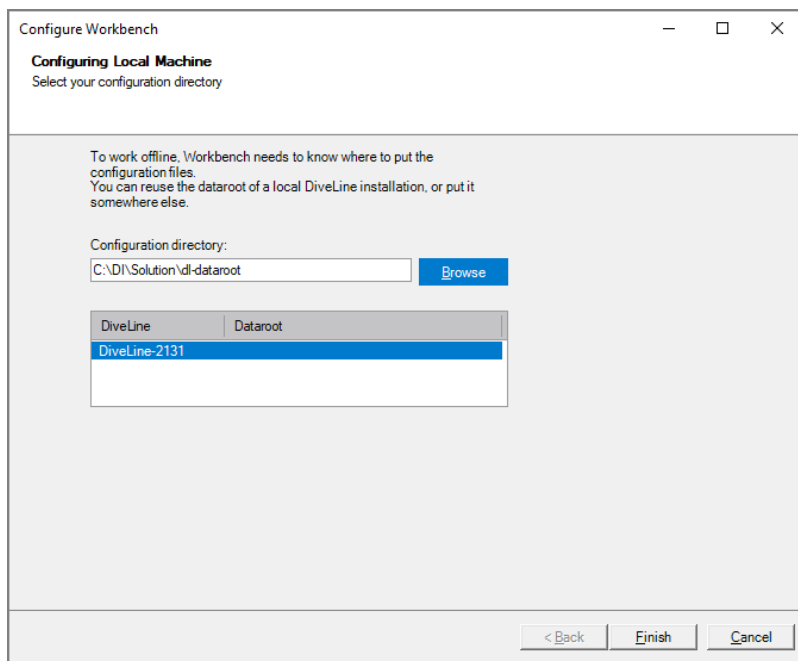 Configure Workbench
Configuring Local Machine
Select your configuration directory
To work offline, Workbench needs to know where to put the
configuration files.
You can reuse the dataroot of a local DiveLine installation, or put it
somewhere else.
Configuration directory:
C:\DI\Solution\dl-dataroot
Browse
DiveLine Dataroot
DiveLine-2131
< Back Finish Cancel